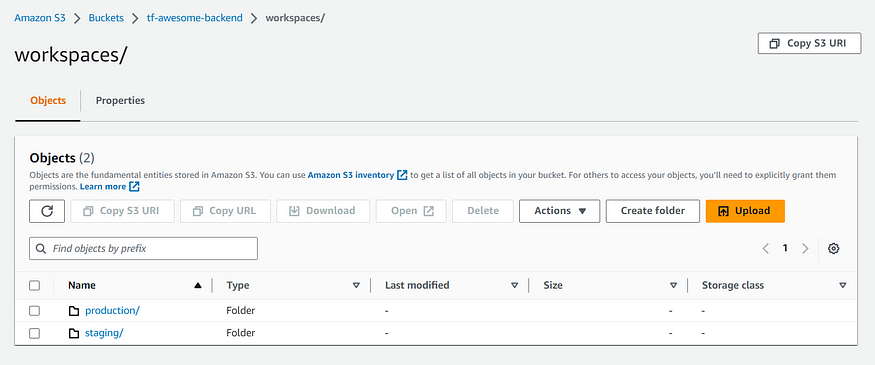 Amazon S3 > Buckets > tf-awesome-backend > workspaces/
workspaces/
Copy S3 URI
Objects Properties
Objects (2)
Objects are the fundamental entities stored in Amazon S3. You can use Amazon S3 inventory to get a list of all objects in your bucket. For others to access your objects, you'll need to explicitly grant them
permissions. Learn more
Copy S3 URI Copy URL Download Open Delete Actions Create folder Upload
Find objects by prefix
1
Name Type Last modified Size Storage class
production/ Folder - - -
staging/ Folder - - -